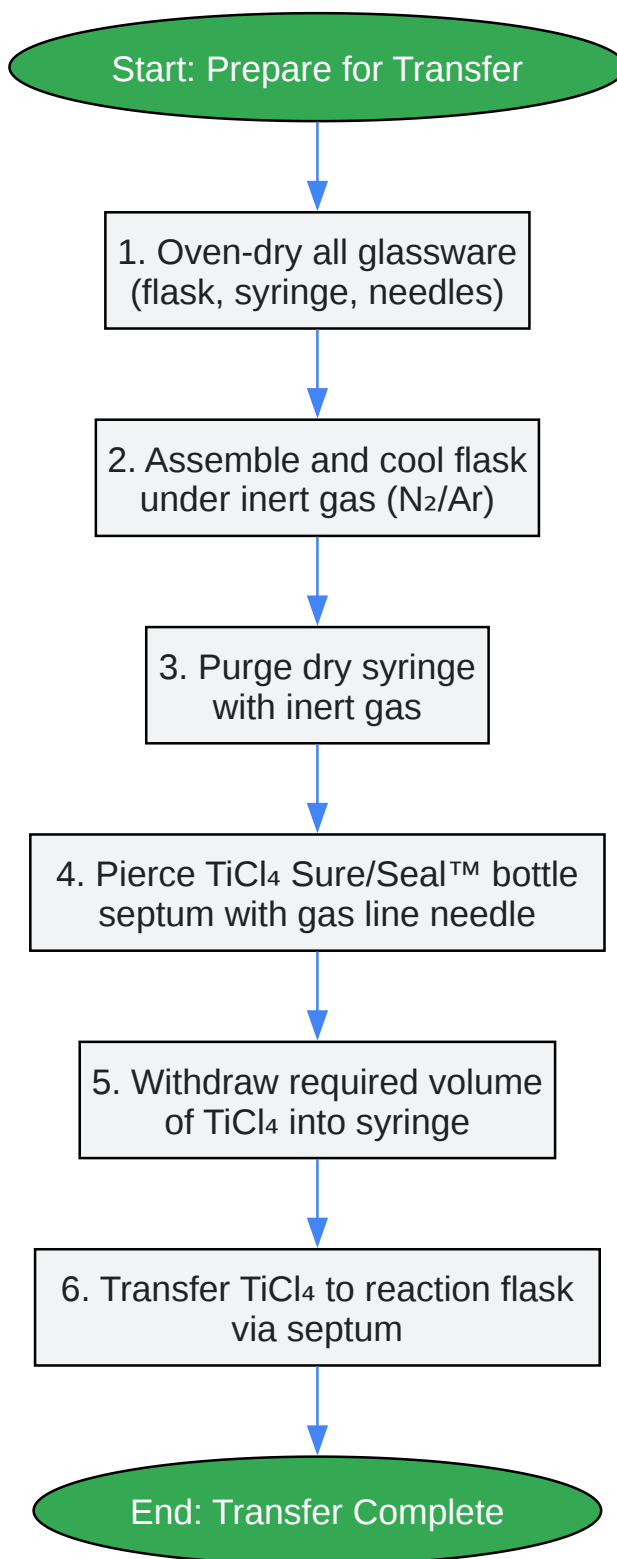 Start: Prepare for Transfer
1. Oven-dry all glassware
(flask, syringe, needles)
2. Assemble and cool flask
under inert gas (N₂/Ar)
3. Purge dry syringe
with inert gas
4. Pierce TiCl₄ Sure/Seal™ bottle
septum with gas line needle
5. Withdraw required volume
of TiCl₄ into syringe
6. Transfer TiCl₄ to reaction flask
via septum
End: Transfer Complete